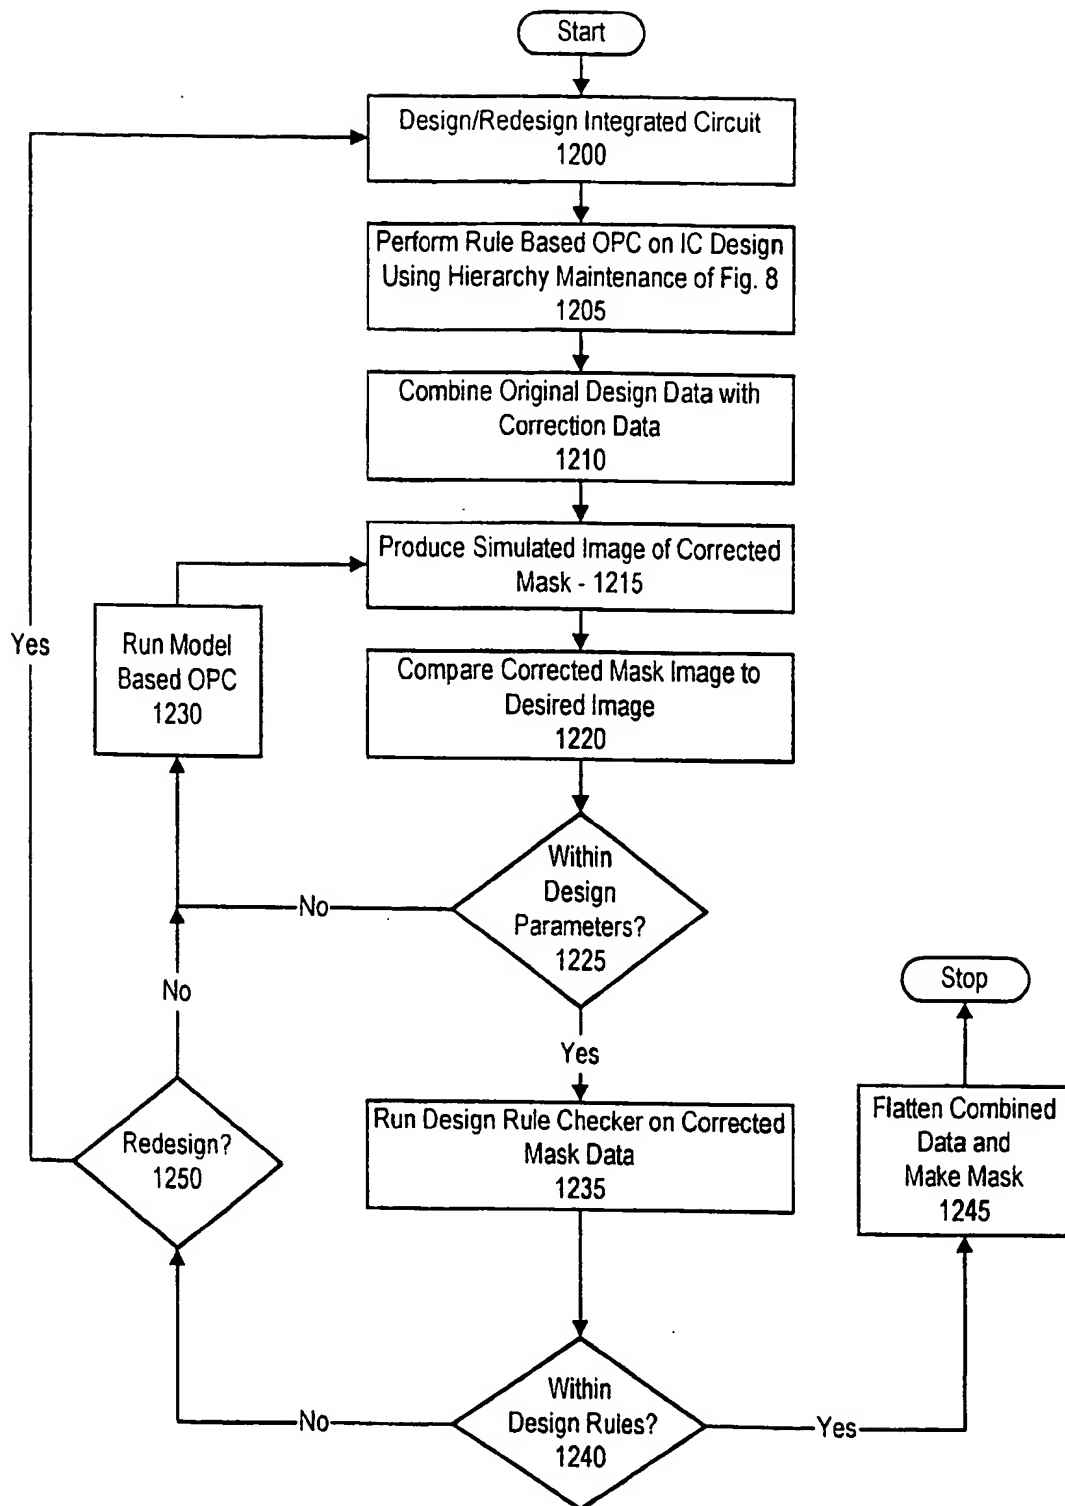 Start
Design/Redesign Integrated Circuit
1200
Perform Rule Based OPC on IC Design
Using Hierarchy Maintenance of Fig. 8
1205
Combine Original Design Data with
Correction Data
1210
Produce Simulated Image of Corrected
Mask - 1215
Yes
Run Model
Based OPC
1230
Compare Corrected Mask Image to
Desired Image
1220
Within
Design
Parameters?
1225
No
No
Stop
Yes
Run Design Rule Checker on Corrected
Mask Data
1235
Flatten Combined
Data and
Make Mask
1245
Redesign?
1250
Within
Design Rules?
1240
No
Yes